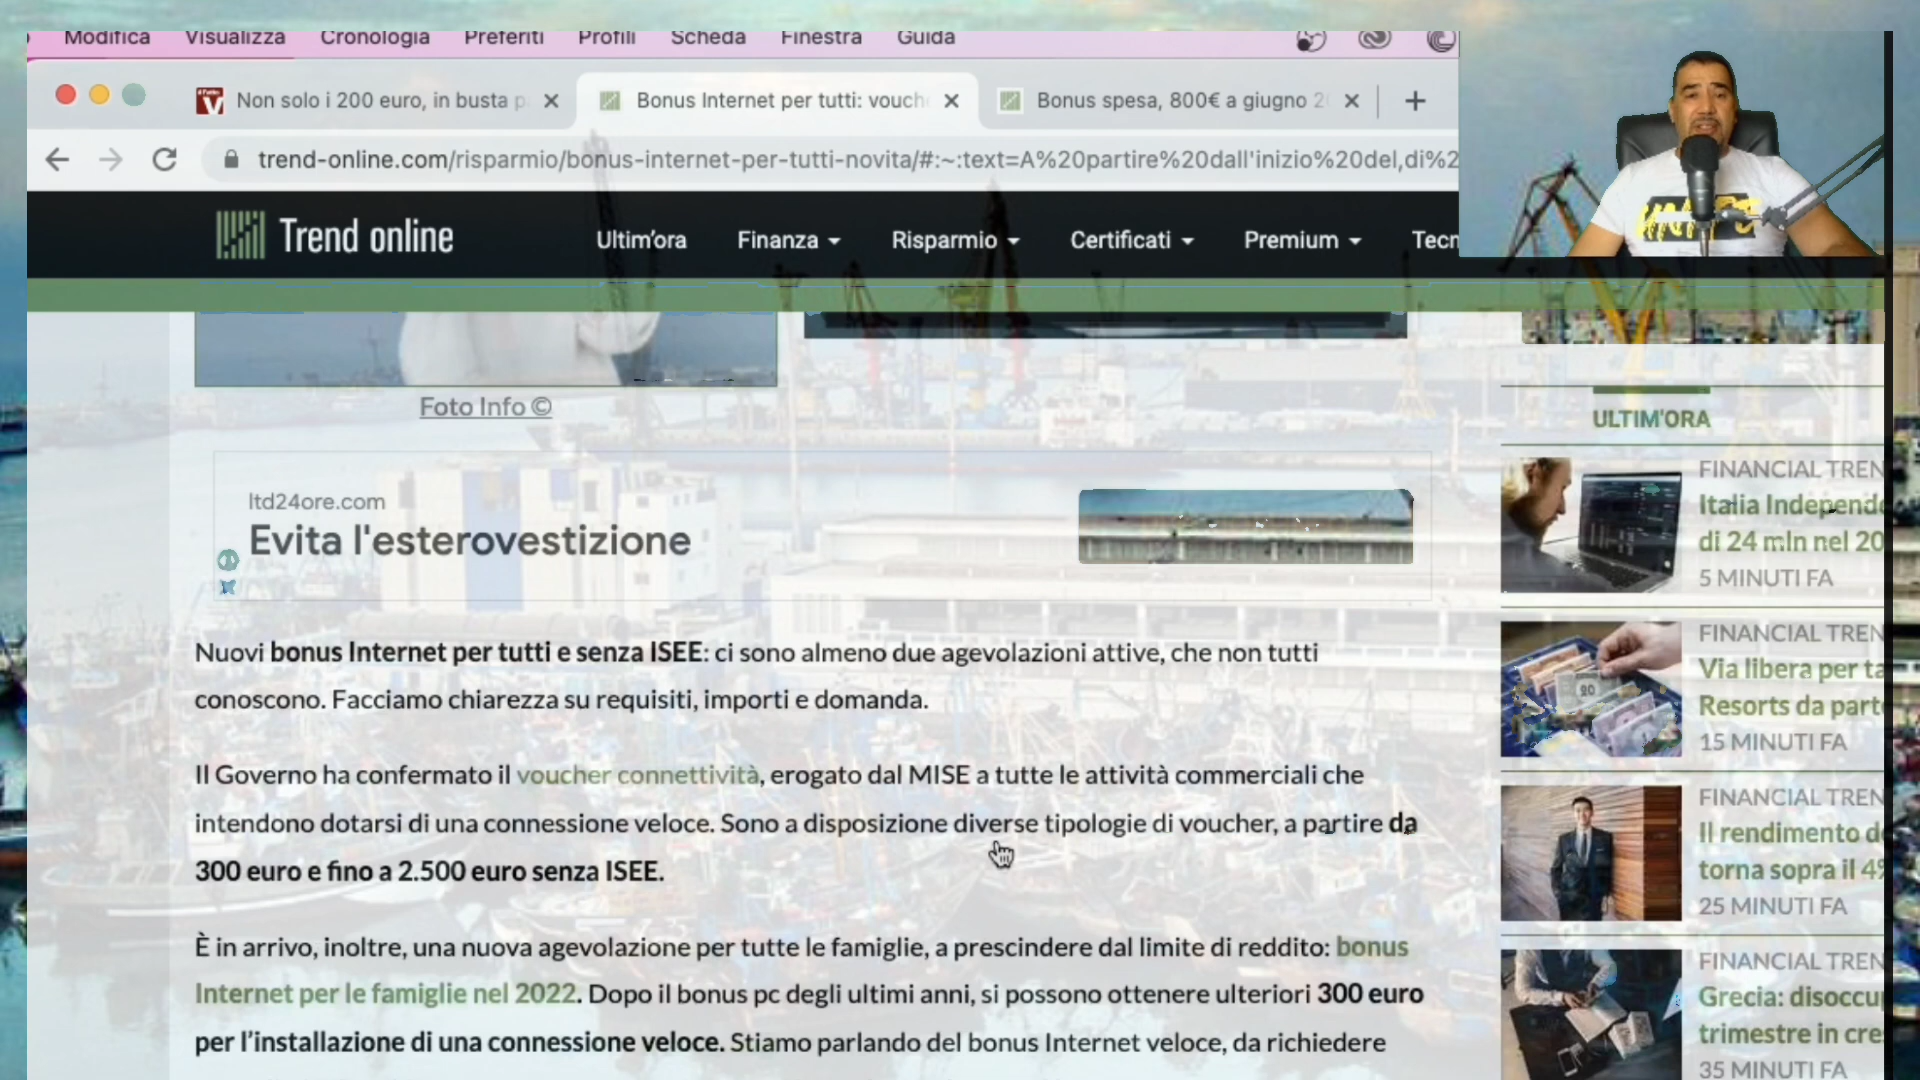 Modifica Visualizza Cronologia Preferiti Profili Scheda Finestra Guida
Non solo i 200 euro, in busta p
Bonus Internet per tutti: vouch
Bonus spesa, 800€ a giugno 2
trend-online.com/risparmio/bonus-internet-per-tutti-novita/#:~:text=A%20partire%20dall'inizio%20del,di%2
Trend online
Ultim'ora Finanza Risparmio Certificati Premium Tecn
Foto Info ©
ltd24ore.com
Evita l'esterovestizione
Nuovi bonus Internet per tutti e senza ISEE: ci sono almeno due agevolazioni attive, che non tutti
conoscono. Facciamo chiarezza su requisiti, importi e domanda.
Il Governo ha confermato il voucher connettività, erogato dal MISE a tutte le attività commerciali che
intendono dotarsi di una connessione veloce. Sono a disposizione diverse tipologie di voucher, a partire da
300 euro e fino a 2.500 euro senza ISEE.
È in arrivo, inoltre, una nuova agevolazione per tutte le famiglie, a prescindere dal limite di reddito: bonus
Internet per le famiglie nel 2022. Dopo il bonus pc degli ultimi anni, si possono ottenere ulteriori 300 euro
per l'installazione di una connessione veloce. Stiamo parlando del bonus Internet veloce, da richiedere
ULTIM'ORA
FINANCIAL TREN
Italia Independe
di 24 mln nel 20
5 MINUTI FA
FINANCIAL TREN
Via libera per ta
Resorts da parte
15 MINUTI FA
FINANCIAL TREN
Il rendimento de
torna sopra il 4%
25 MINUTI FA
FINANCIAL TREN
Grecia: disoccup
trimestre in cre
35 MINUTI FA